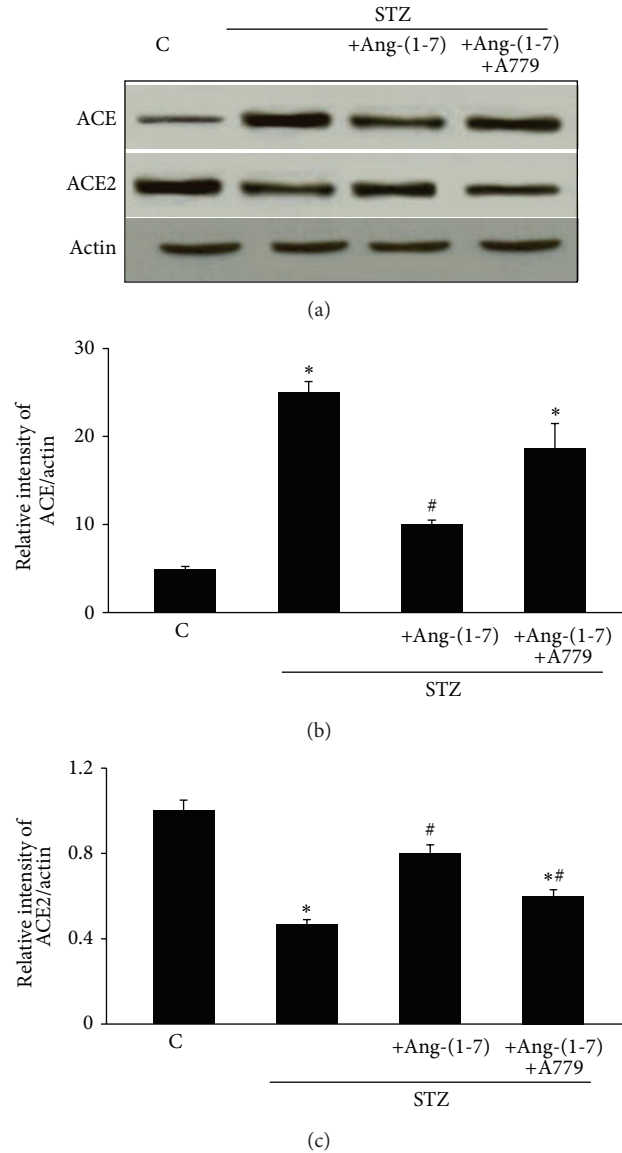 STZ
C +Ang-(1-7) +Ang-(1-7)
+A779
ACE
ACE2
Actin
(a)
Relative intensity of
ACE/actin
30
20
10
0
*
#
*
C +Ang-(1-7) +Ang-(1-7)
+A779
STZ
(b)
Relative intensity of
ACE2/actin
1.2
0.8
0.4
0
*
#
*#
C +Ang-(1-7) +Ang-(1-7)
+A779
STZ
(c)